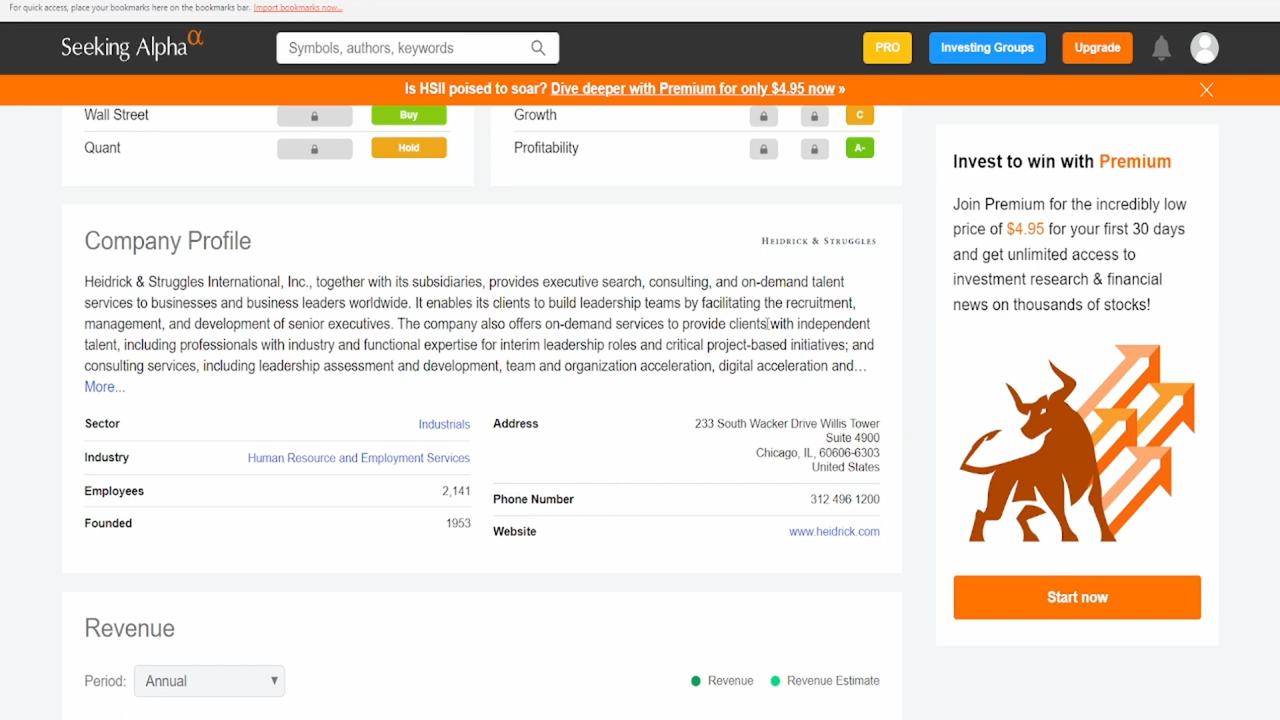 For quick access, place your bookmarks here on the bookmarks bar. Import bookmarks now...
Seeking Alphaα
Symbols, authors, keywords
PRO
Investing Groups
Upgrade
Is HSII poised to soar? Dive deeper with Premium for only $4.95 now »
Wall Street Buy
Quant Hold
Growth C
Profitability A-
Company Profile
HEIDRICK & STRUGGLES
Heidrick & Struggles International, Inc., together with its subsidiaries, provides executive search, consulting, and on-demand talent
services to businesses and business leaders worldwide. It enables its clients to build leadership teams by facilitating the recruitment,
management, and development of senior executives. The company also offers on-demand services to provide clients with independent
talent, including professionals with industry and functional expertise for interim leadership roles and critical project-based initiatives; and
consulting services, including leadership assessment and development, team and organization acceleration, digital acceleration and...
More...
Sector Industrials
Industry Human Resource and Employment Services
Employees 2,141
Founded 1953
Address 233 South Wacker Drive Willis Tower
Suite 4900
Chicago, IL, 60606-6303
United States
Phone Number 312 496 1200
Website www.heidrick.com
Revenue
Period: Annual
Revenue Revenue Estimate
Invest to win with Premium
Join Premium for the incredibly low
price of $4.95 for your first 30 days
and get unlimited access to
investment research & financial
news on thousands of stocks!
Start now